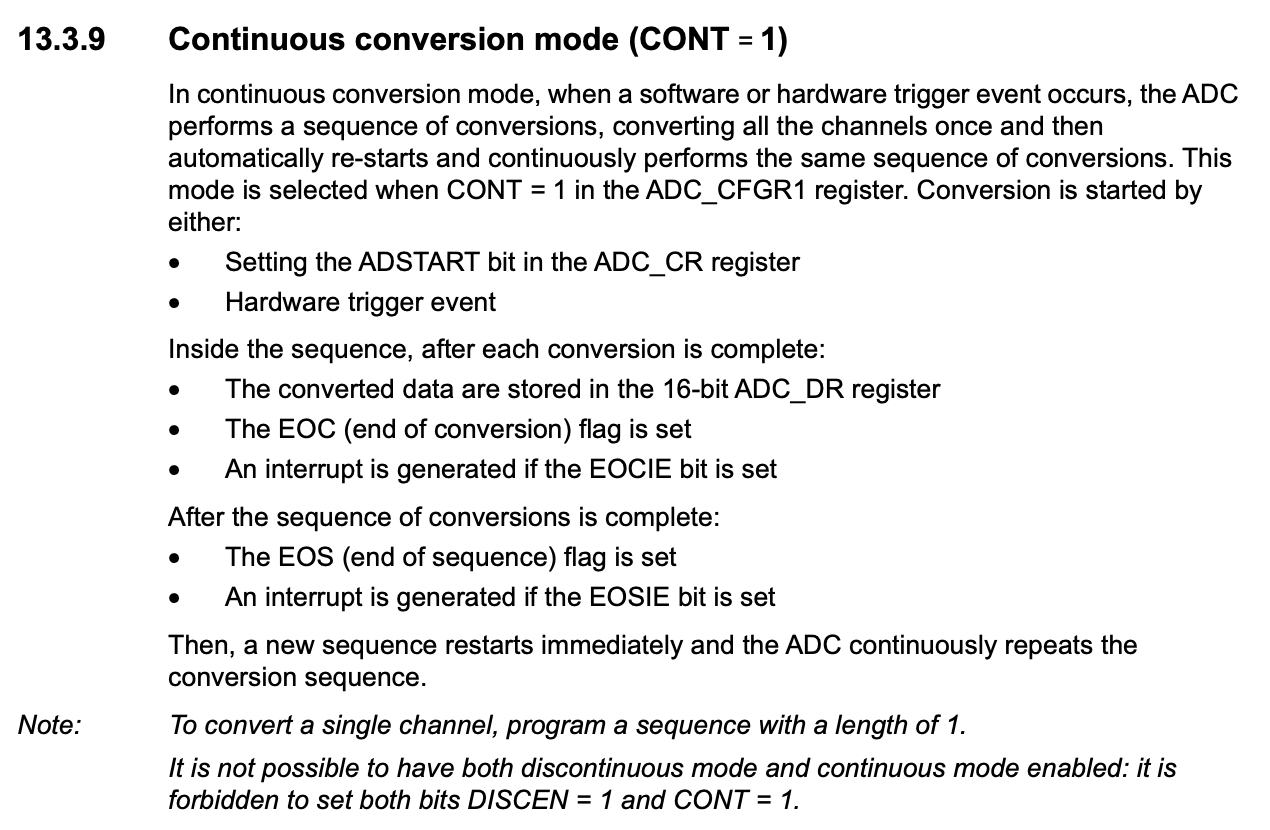 13.3.9 Continuous conversion mode (CONT = 1)
In continuous conversion mode, when a software or hardware trigger event occurs, the ADC
performs a sequence of conversions, converting all the channels once and then
automatically re-starts and continuously performs the same sequence of conversions. This
mode is selected when CONT = 1 in the ADC_CFGR1 register. Conversion is started by
either:
• Setting the ADSTART bit in the ADC_CR register
• Hardware trigger event
Inside the sequence, after each conversion is complete:
• The converted data are stored in the 16-bit ADC_DR register
• The EOC (end of conversion) flag is set
• An interrupt is generated if the EOCIE bit is set
After the sequence of conversions is complete:
• The EOS (end of sequence) flag is set
• An interrupt is generated if the EOSIE bit is set
Then, a new sequence restarts immediately and the ADC continuously repeats the
conversion sequence.
Note: To convert a single channel, program a sequence with a length of 1.
It is not possible to have both discontinuous mode and continuous mode enabled: it is
forbidden to set both bits DISCEN = 1 and CONT = 1.